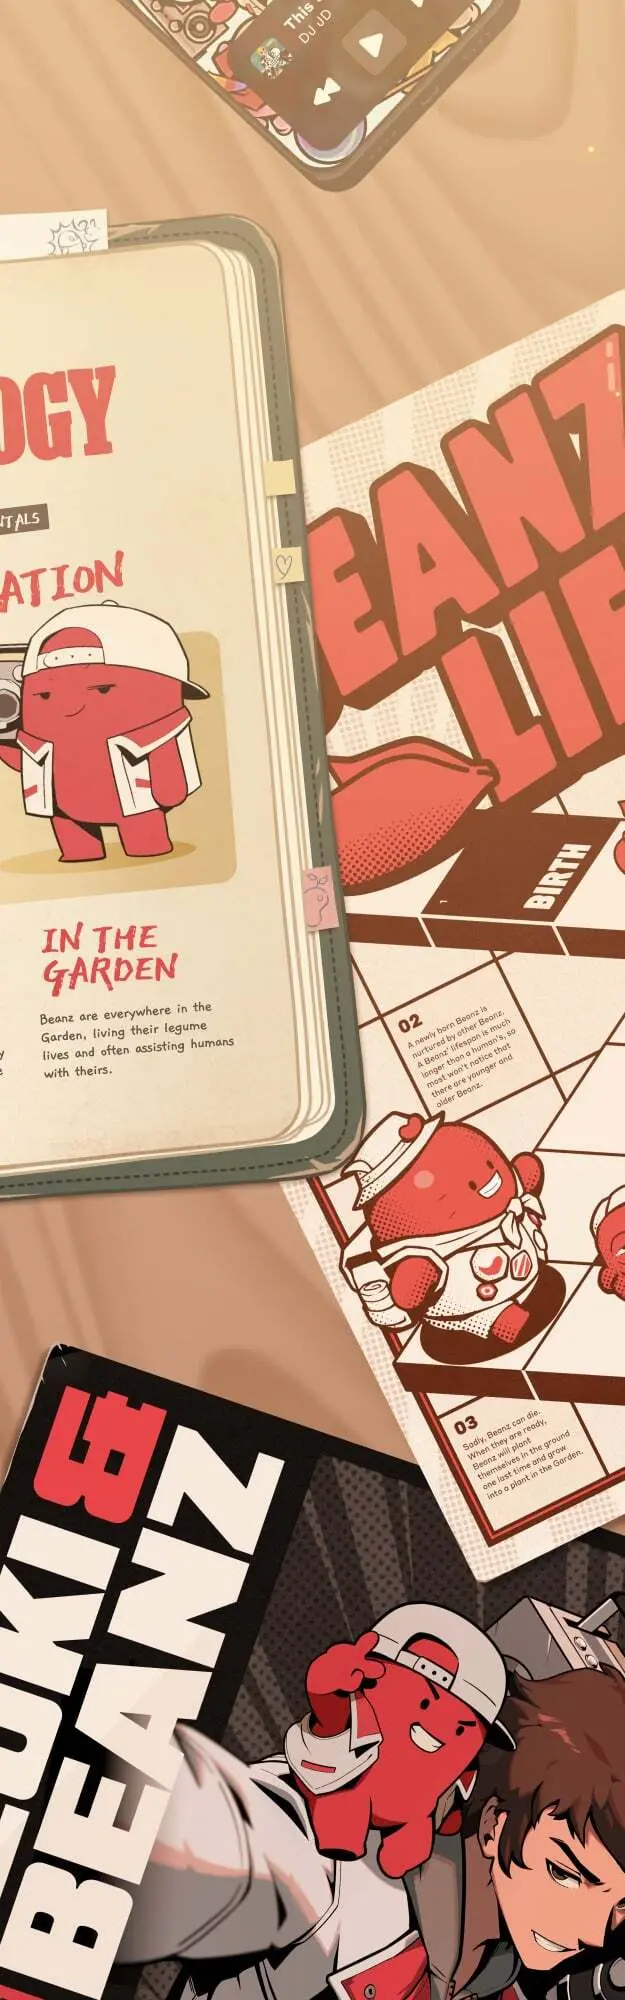 This
DJ JD
OGY
NTALS
ATION
IN THE
GARDEN
Beanz are everywhere in the
Garden, living their legume
lives and often assisting humans
with theirs.
EANZ
LIF
BIRTH
02
A newly born Beanz is
nurtured by other Beanz.
A Beanz' lifespan is much
longer than a human's, so
most won't notice that
there are younger and
older Beanz.
03
Sadly, Beanz can die.
When they are ready,
Beanz will plant
themselves in the ground
one last time and grow
into a plant in the Garden.
UKI &
BEANZ